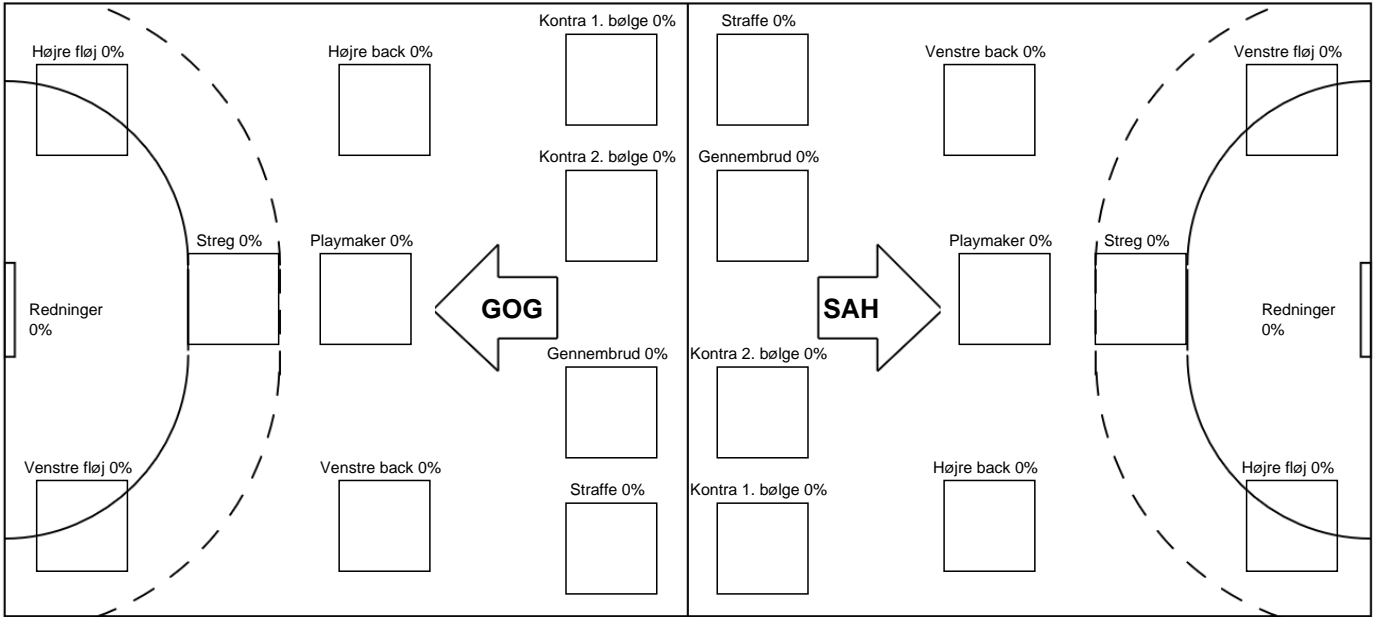 Kontra 1. bølge 0%
Straffe 0%
Højre fløj 0%
Højre back 0%
Venstre back 0%
Venstre fløj 0%
Kontra 2. bølge 0%
Gennembrud 0%
Streg 0%
Playmaker 0%
Playmaker 0%
Streg 0%
Redninger
0%
GOG
SAH
Redninger
0%
Gennembrud 0%
Kontra 2. bølge 0%
Venstre fløj 0%
Venstre back 0%
Højre back 0%
Højre fløj 0%
Straffe 0%
Kontra 1. bølge 0%